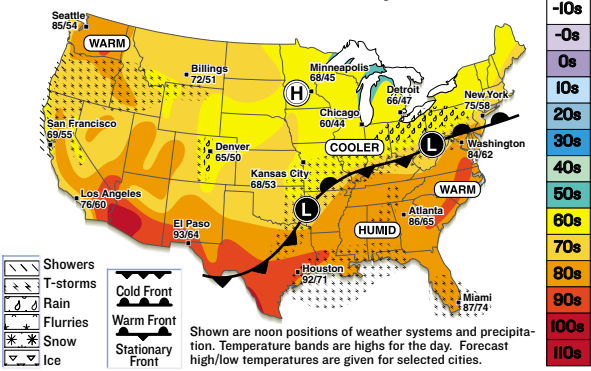 Seattle
85/54
WARM
Billings
72/51
Minneapolis
68/45
H
Detroit
66/47
New York
75/58
Chicago
60/44
San Francisco
69/55
Denver
65/50
COOLER
L
Washington
84/62
Kansas City
68/53
Los Angeles
76/60
L
WARM
El Paso
93/64
Atlanta
86/65
HUMID
Houston
92/71
Miami
87/74
Showers
T-storms
Rain
Flurries
Snow
Ice
Cold Front
Warm Front
Stationary
Front
Shown are noon positions of weather systems and precipita-
tion. Temperature bands are highs for the day. Forecast
high/low temperatures are given for selected cities.
-10s
-0s
0s
10s
20s
30s
40s
50s
60s
70s
80s
90s
100s
110s